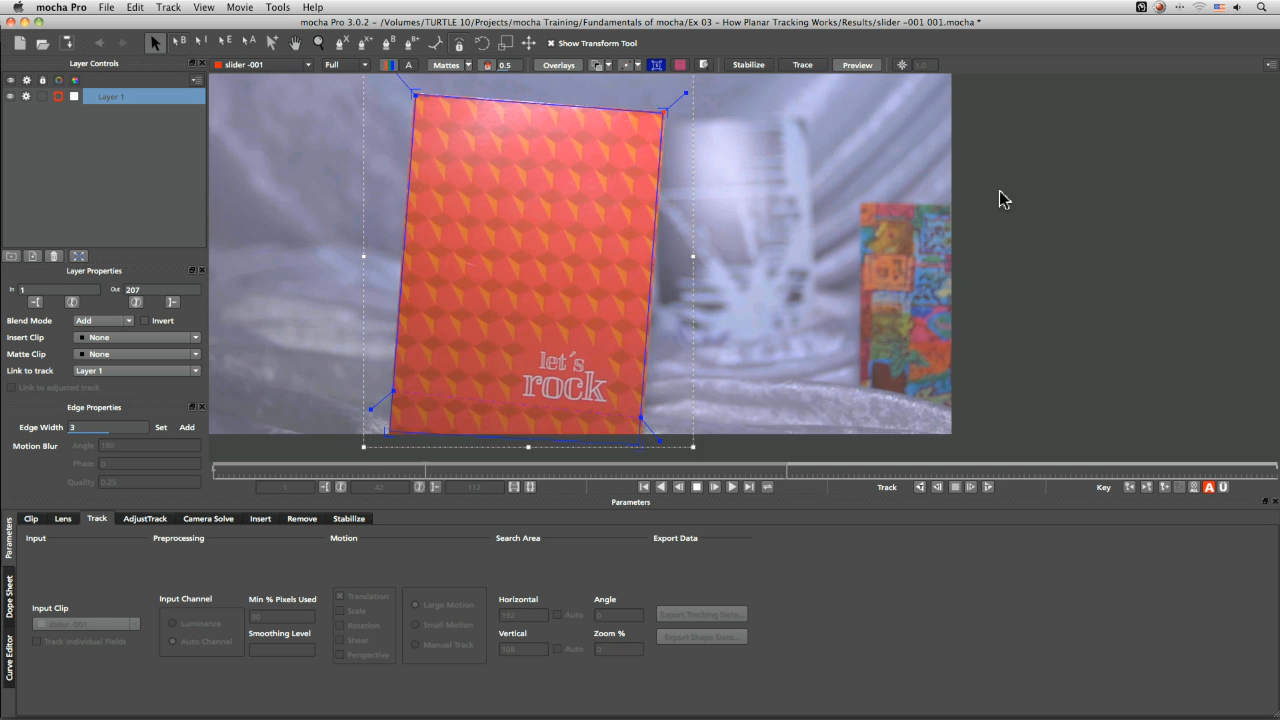 mocha Pro File Edit Track View Movie Tools Help
mocha Pro 3.0.2 - /Volumes/TURTLE 10/Projects/mocha Training/Fundamentals of mocha/Ex 03 - How Planar Tracking Works/Results/slider -001 001.mocha *
B I E A X X+ B B+ Show Transform Tool
Layer Controls slider -001 Full A Mattes 0.5 Overlays Stabilize Trace Preview 1.0
Layer 1
let's
rock
Layer Properties
In 1 Out 207
Blend Mode Add Invert
Insert Clip None
Matte Clip None
Link to track Layer 1
Link to adjusted track
Edge Properties
Edge Width 3 Set Add
Motion Blur Angle 180
Phase 0
Quality 0.25
1 42 112 Track Key A U
Parameters
Parameters
Dope Sheet
Curve Editor
Clip Lens Track AdjustTrack Camera Solve Insert Remove Stabilize
Input Preprocessing Motion Search Area Export Data
Input Clip
slider -001
Track Individual Fields
Input Channel
Luminance
Auto Channel
Min % Pixels Used
90
Smoothing Level
Translation
Scale
Rotation
Shear
Perspective
Large Motion
Small Motion
Manual Track
Horizontal
192 Auto
Vertical
108 Auto
Angle
0
Zoom %
0
Export Tracking Data...
Export Shape Data...